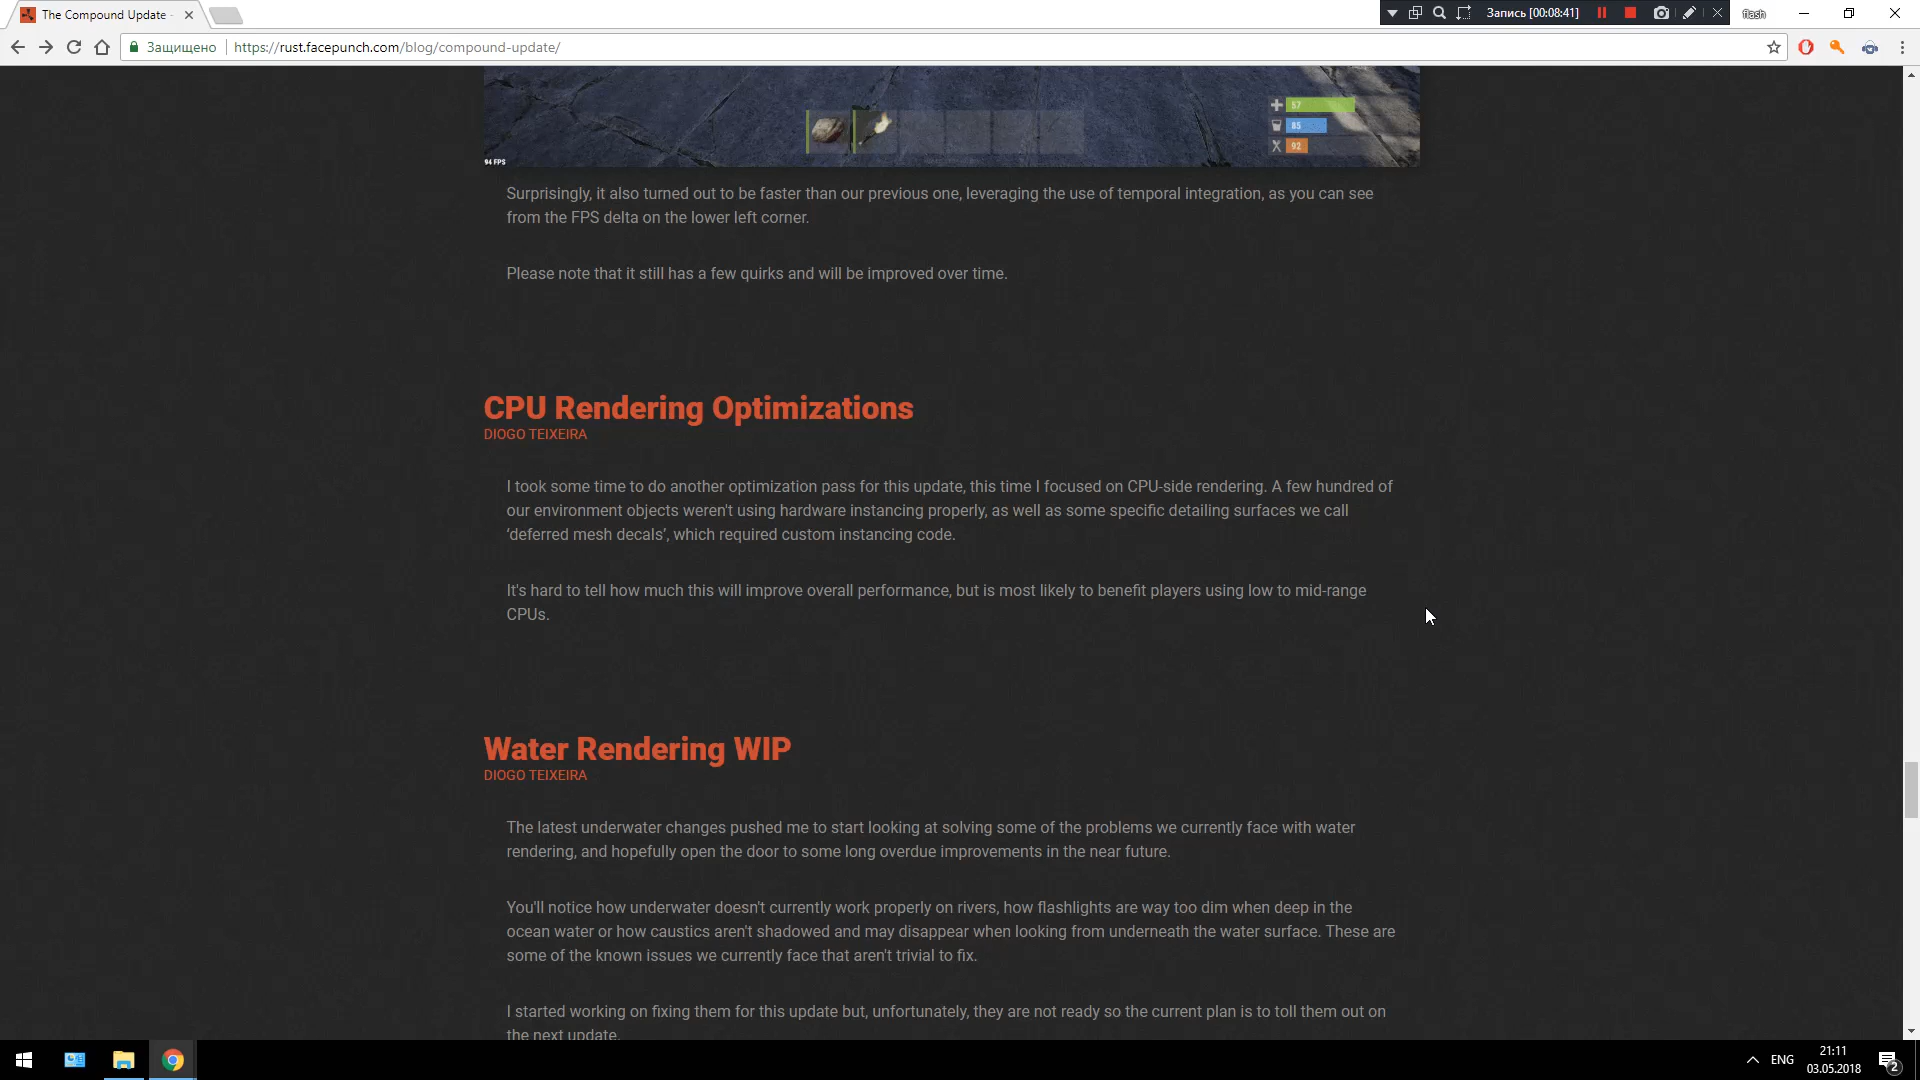 The Compound Update -
Запись [00:08:41]
flash
Защищено
https://rust.facepunch.com/blog/compound-update/
57
85
92
94 FPS
Surprisingly, it also turned out to be faster than our previous one, leveraging the use of temporal integration, as you can see
from the FPS delta on the lower left corner.
Please note that it still has a few quirks and will be improved over time.
CPU Rendering Optimizations
DIOGO TEIXEIRA
I took some time to do another optimization pass for this update, this time I focused on CPU-side rendering. A few hundred of
our environment objects weren't using hardware instancing properly, as well as some specific detailing surfaces we call
‘deferred mesh decals’, which required custom instancing code.
It's hard to tell how much this will improve overall performance, but is most likely to benefit players using low to mid-range
CPUs.
Water Rendering WIP
DIOGO TEIXEIRA
The latest underwater changes pushed me to start looking at solving some of the problems we currently face with water
rendering, and hopefully open the door to some long overdue improvements in the near future.
You'll notice how underwater doesn't currently work properly on rivers, how flashlights are way too dim when deep in the
ocean water or how caustics aren't shadowed and may disappear when looking from underneath the water surface. These are
some of the known issues we currently face that aren't trivial to fix.
I started working on fixing them for this update but, unfortunately, they are not ready so the current plan is to toll them out on
the next update.
ENG
21:11
03.05.2018
2